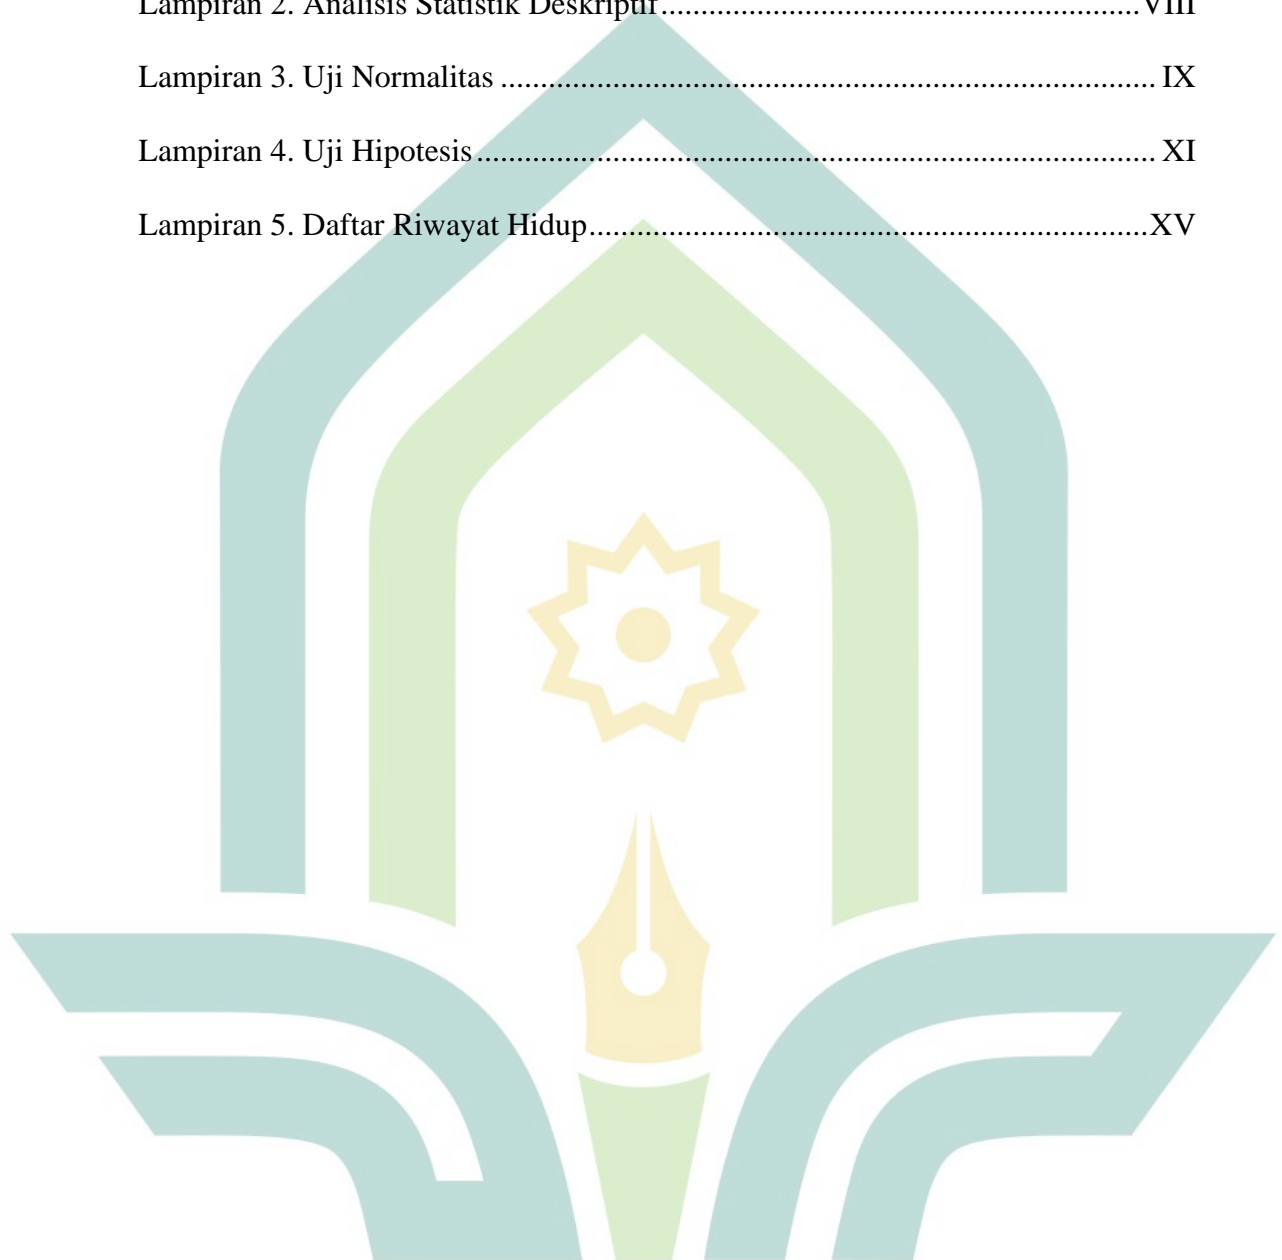 Lampiran 2. Analisis Statistik Deskriptif............................................................VIII
Lampiran 3. Uji Normalitas .................................................................................. IX
Lampiran 4. Uji Hipotesis..................................................................................... XI
Lampiran 5. Daftar Riwayat Hidup......................................................................XV